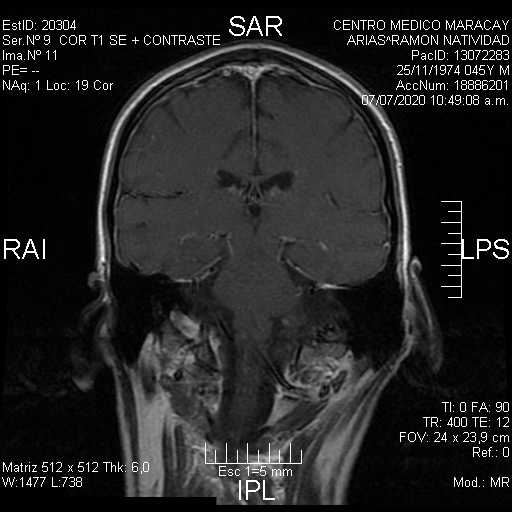 EstID: 20304
Ser.Nº 9 COR T1 SE + CONTRASTE
Ima.Nº 11
PE= --
NAq: 1 Loc: 19 Cor
SAR
CENTRO MEDICO MARACAY
ARIAS^RAMON NATIVIDAD
PacID: 13072283
25/11/1974 045Y M
AccNum: 18886201
07/07/2020 10:49:08 a.m.
RAI
LPS
TI: 0 FA: 90
TR: 400 TE: 12
FOV: 24 x 23,9 cm
Ref.: 0
Mod.: MR
Matriz 512 x 512 Thk: 6,0
W:1477 L:738
Esc 1=5 mm
IPL